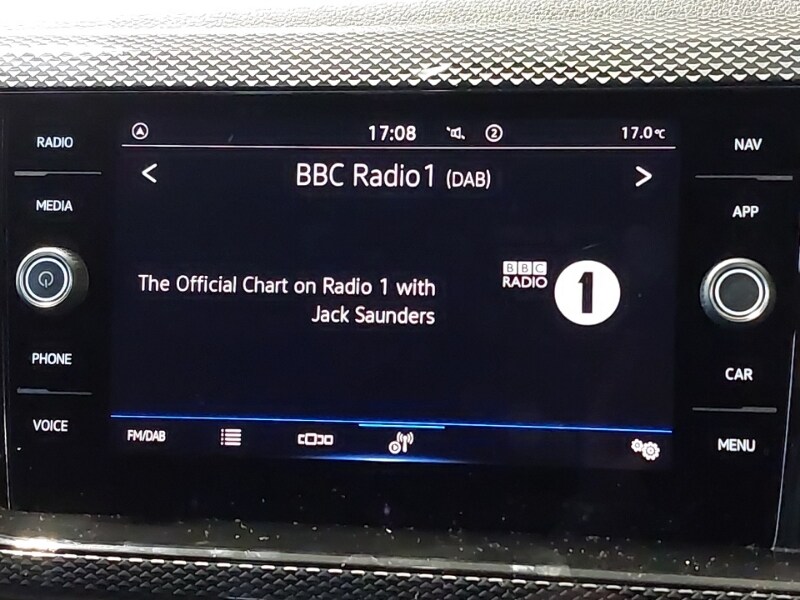 RADIO
MEDIA
PHONE
VOICE
17:08 2 17.0°C
< BBC Radio1 (DAB) >
The Official Chart on Radio 1 with
Jack Saunders
BBC
RADIO
1
FM/DAB
NAV
APP
CAR
MENU